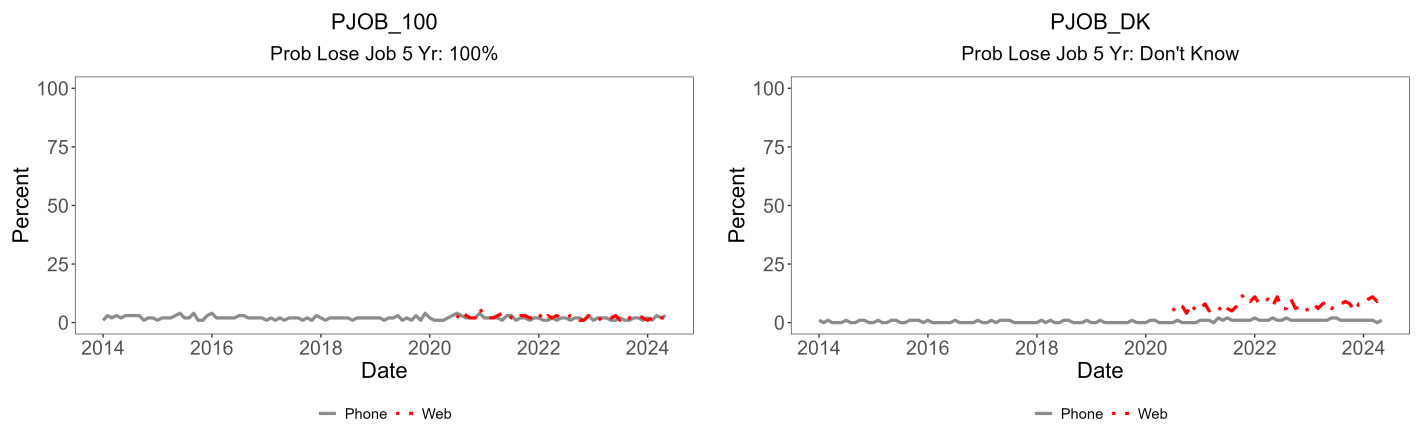 PJOB_100
Prob Lose Job 5 Yr: 100%
100
75
50
25
0
Percent
2014 2016 2018 2020 2022 2024
Date
Phone Web
PJOB_DK
Prob Lose Job 5 Yr: Don't Know
100
75
50
25
0
Percent
2014 2016 2018 2020 2022 2024
Date
Phone Web